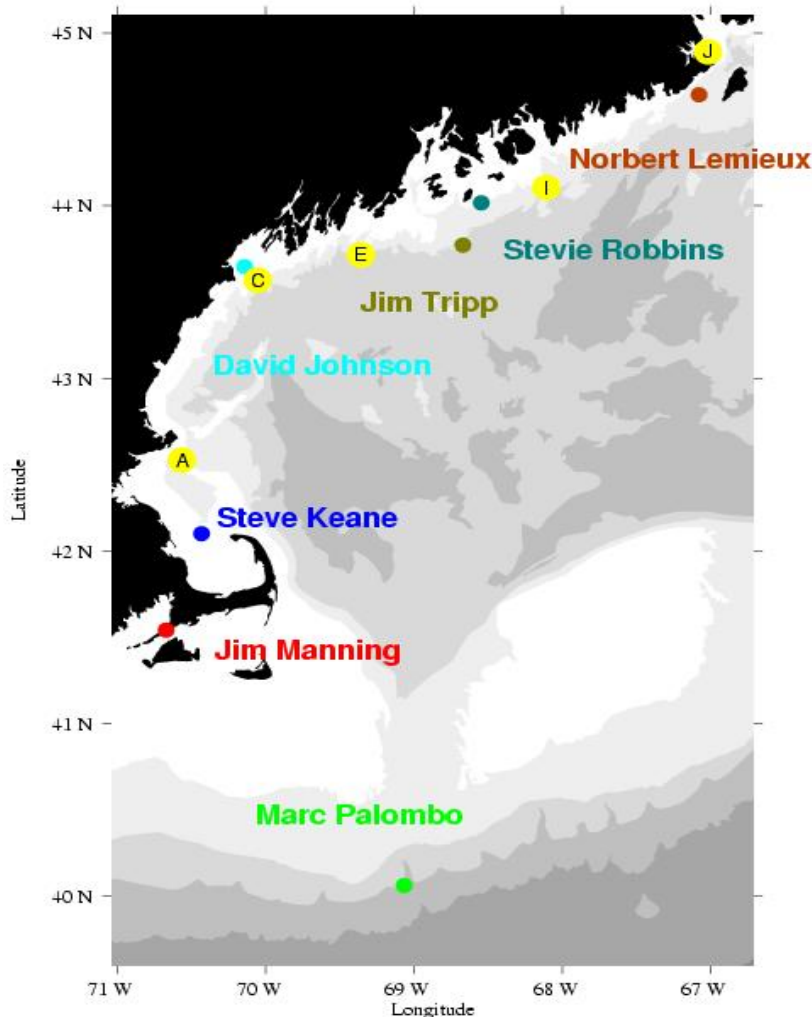 45 N
J
Norbert Lemieux
I
44 N
Stevie Robbins
E
C
Jim Tripp
David Johnson
43 N
A
Latitude
Steve Keane
42 N
Jim Manning
41 N
Marc Palombo
40 N
71 W 70 W 69 W 68 W 67 W
Longitude